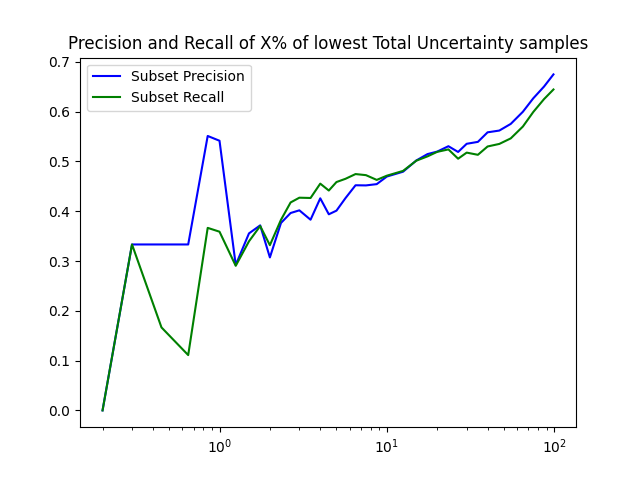 Precision and Recall of X% of lowest Total Uncertainty samples
Subset Precision
Subset Recall
0.7
0.6
0.5
0.4
0.3
0.2
0.1
0.0
10⁰ 10¹ 10²